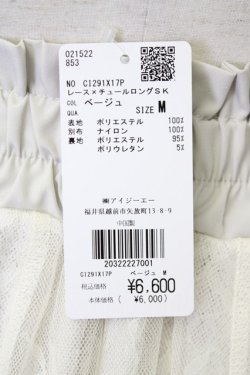 021522
853
NO C1291X17P
レース×チュールロングSK
COL ベージュ
QUA SIZE M
表地 ポリエステル 100%
別布 ナイロン 100%
裏地 ポリエステル 95%
ポリウレタン 5%
㈱アイジーエー
福井県越前市矢放町13-8-9
中国製
20322227001
C1291X17P ベージュ M
税込価格 ¥6,600
本体価格 ( ¥6,000)